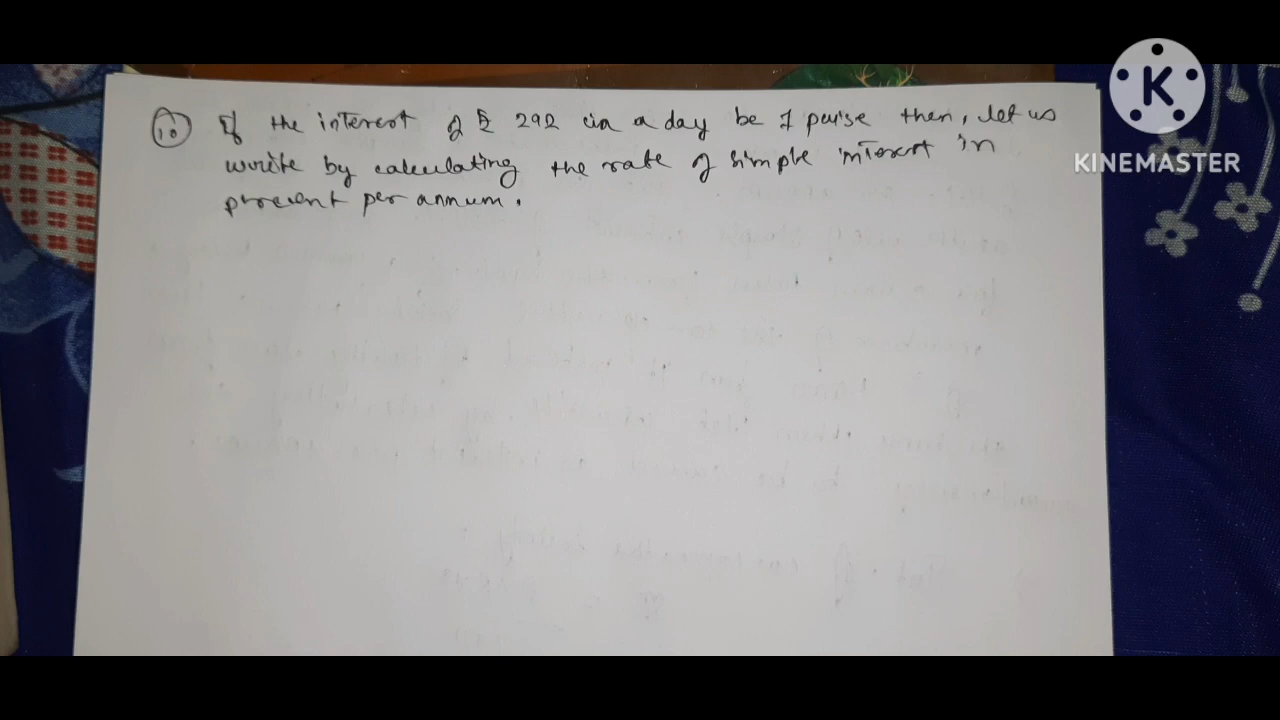 10 If the interest of ₹ 292 in a day be 7 paise then, let us
write by calculating the rate of simple interest in
percent per annum.
K
KINEMASTER